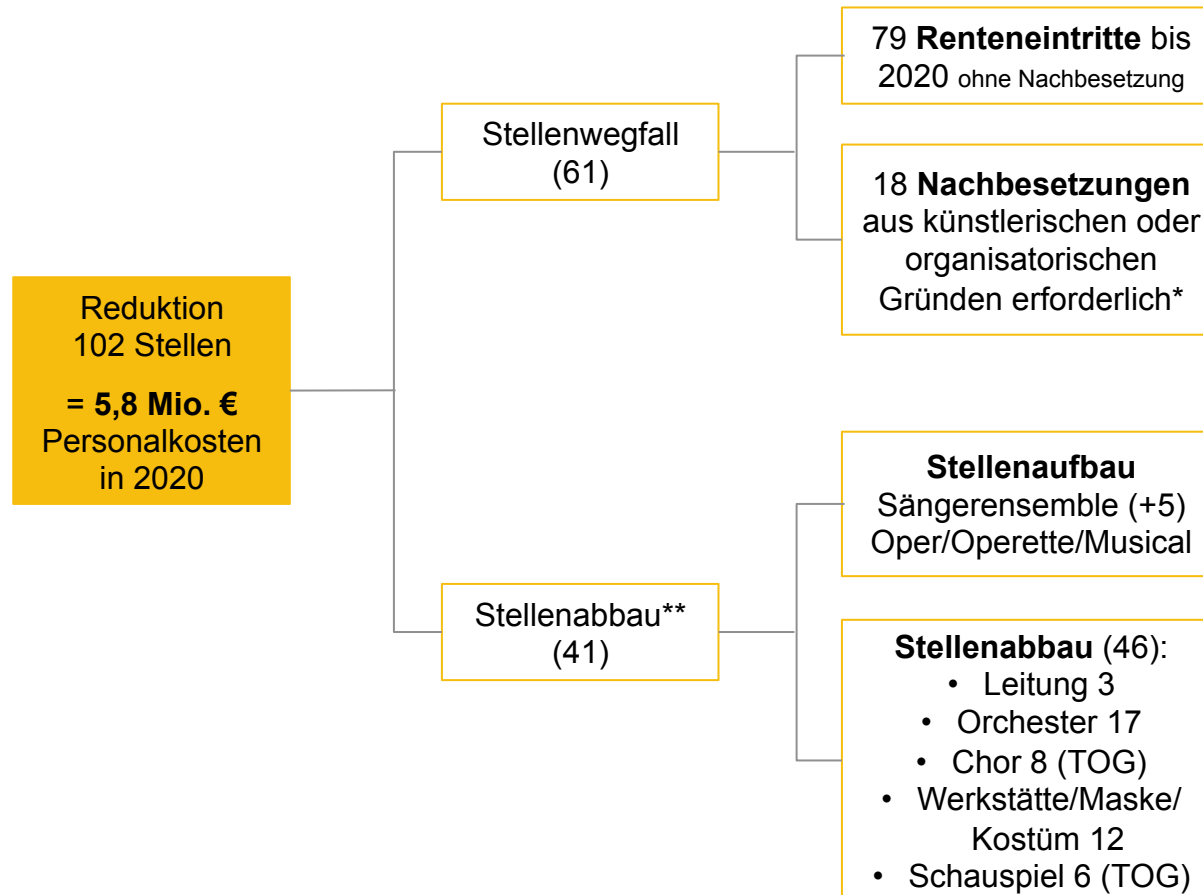 79 Renteneintritte bis
2020 ohne Nachbesetzung
Stellenwegfall
(61)
18 Nachbesetzungen
aus künstlerischen oder
organisatorischen
Gründen erforderlich*
Reduktion
102 Stellen
= 5,8 Mio. €
Personalkosten
in 2020
Stellenaufbau
Sängerensemble (+5)
Oper/Operette/Musical
Stellenabbau**
(41)
Stellenabbau (46):
• Leitung 3
• Orchester 17
• Chor 8 (TOG)
• Werkstätte/Maske/
Kostüm 12
• Schauspiel 6 (TOG)